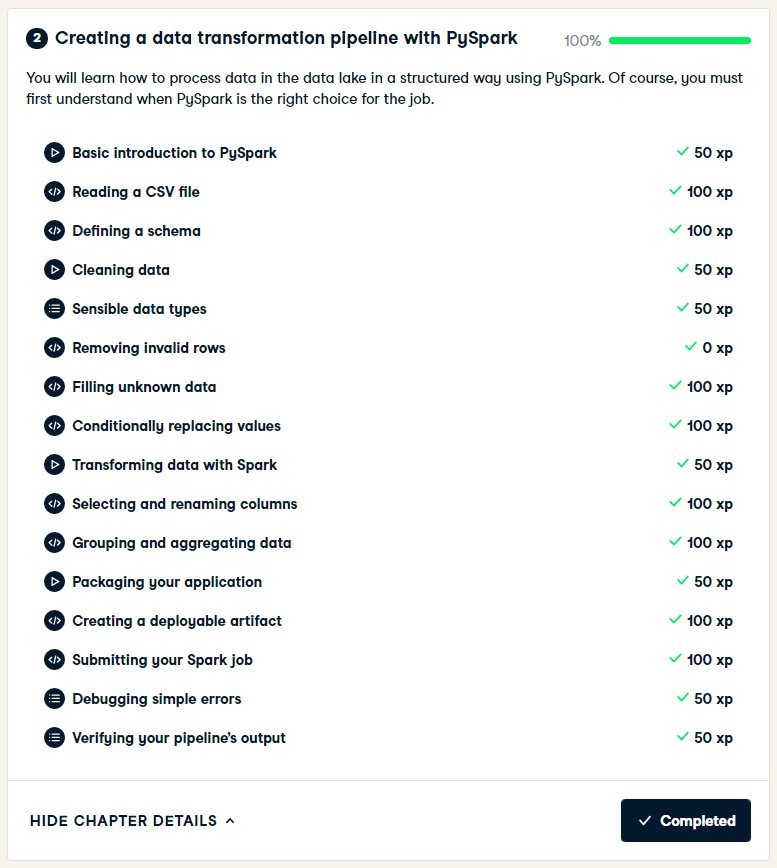 2 Creating a data transformation pipeline with PySpark 100%
You will learn how to process data in the data lake in a structured way using PySpark. Of course, you must
first understand when PySpark is the right choice for the job.
Basic introduction to PySpark 50 xp
Reading a CSV file 100 xp
Defining a schema 100 xp
Cleaning data 50 xp
Sensible data types 50 xp
Removing invalid rows 0 xp
Filling unknown data 100 xp
Conditionally replacing values 100 xp
Transforming data with Spark 50 xp
Selecting and renaming columns 100 xp
Grouping and aggregating data 100 xp
Packaging your application 50 xp
Creating a deployable artifact 100 xp
Submitting your Spark job 100 xp
Debugging simple errors 50 xp
Verifying your pipeline's output 50 xp
HIDE CHAPTER DETAILS Completed